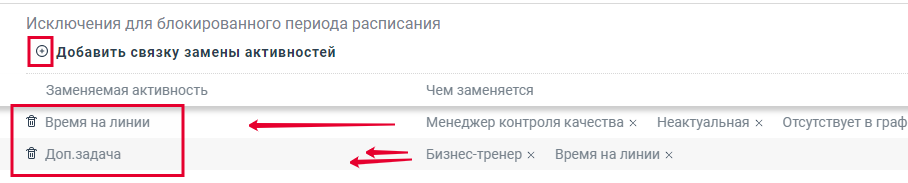 Исключения для блокированного периода расписания
Добавить связку замены активностей
Заменяемая активность Чем заменяется
Время на линии Менеджер контроля качества × Неактуальная × Отсутствует в граф
Доп.задача Бизнес-тренер × Время на линии ×